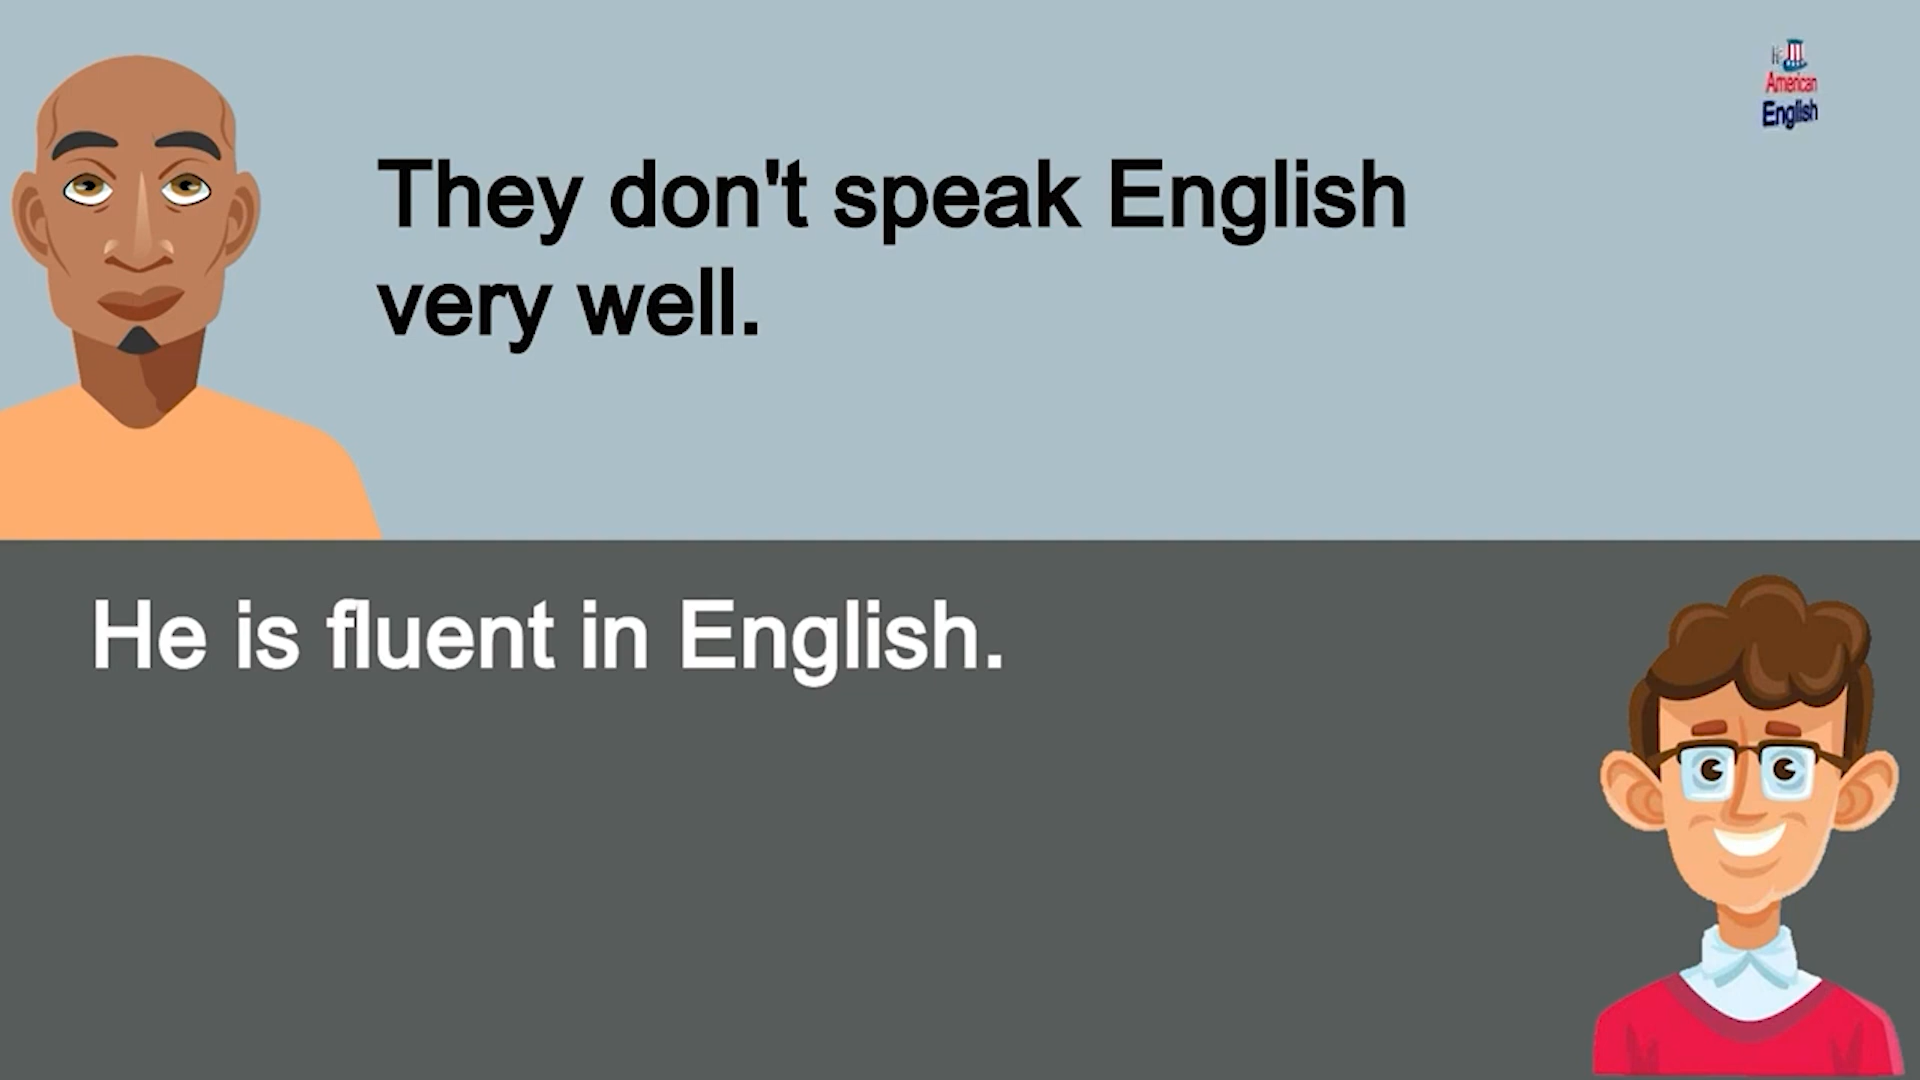 American
English
They don't speak English
very well.
He is fluent in English.